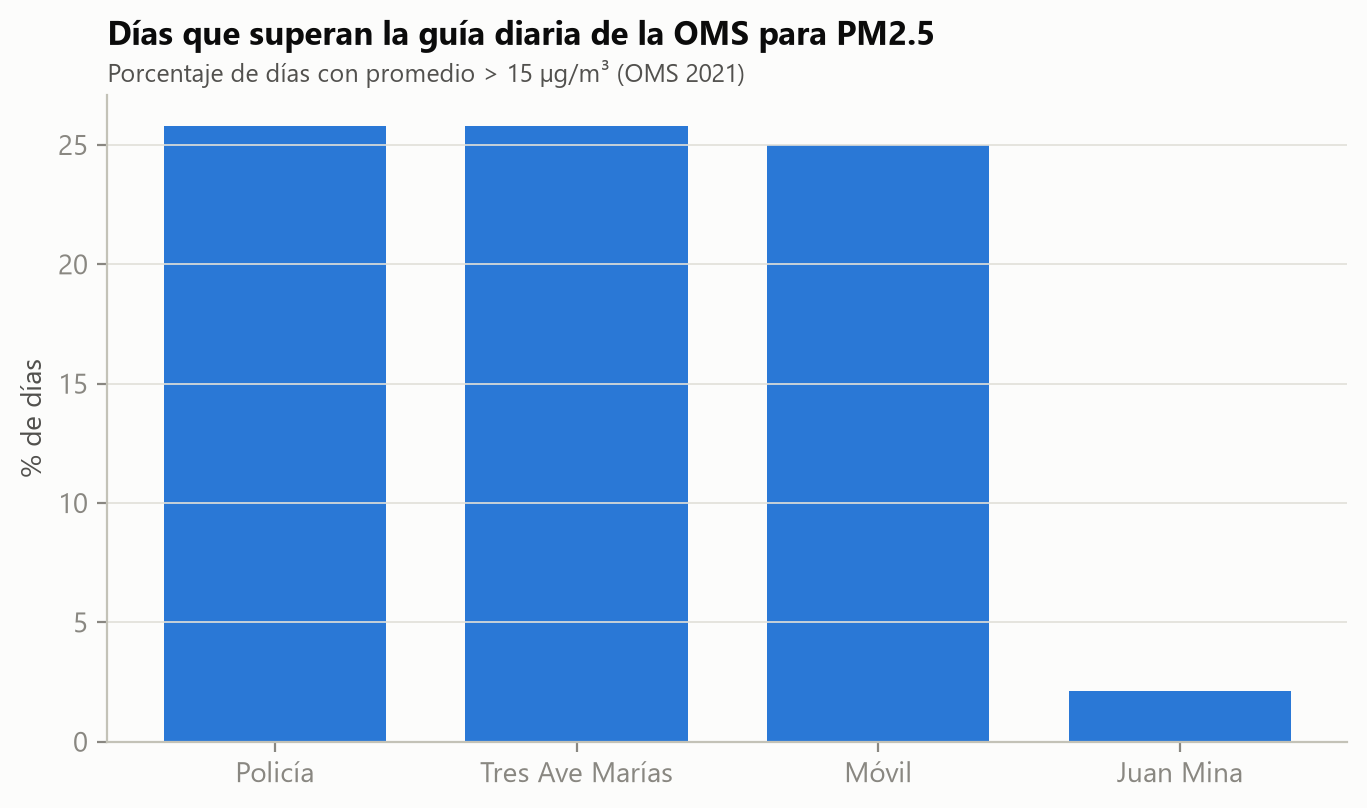 Días que superan la guía diaria de la OMS para PM2.5
Porcentaje de días con promedio > 15 µg/m³ (OMS 2021)
% de días
25
20
15
10
5
0
Policía
Tres Ave Marías
Móvil
Juan Mina